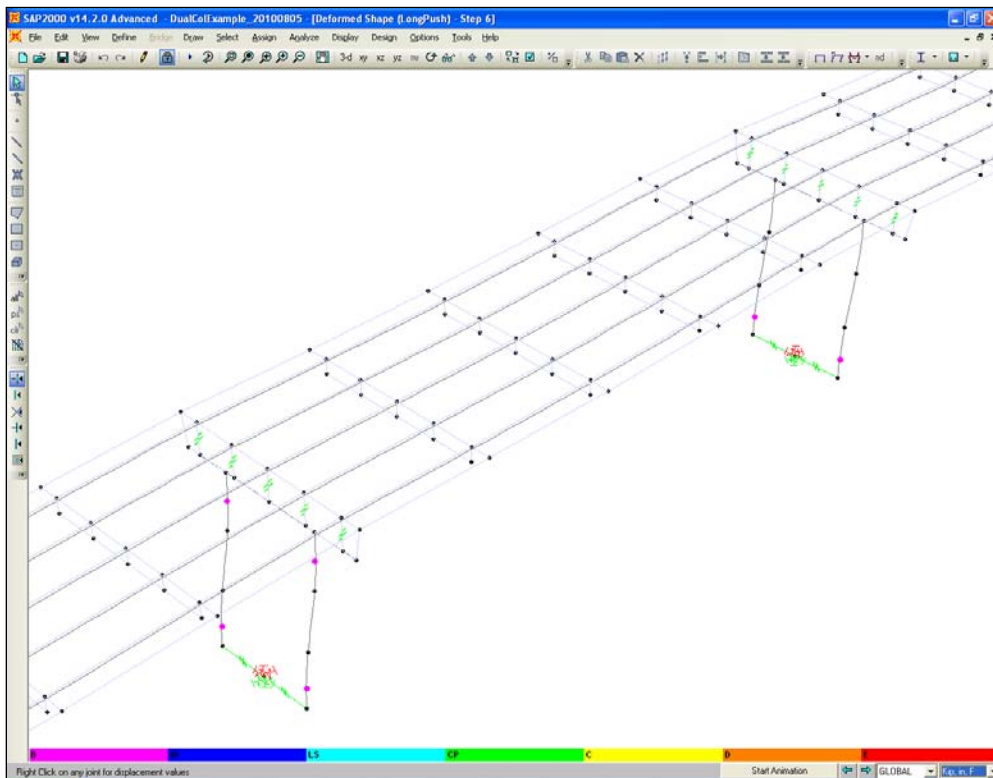 SAP2000 v14.2.0 Advanced - DualColExample_20100805 - [Deformed Shape (LongPush) - Step 6]
File Edit View Define Bridge Draw Select Assign Analyze Display Design Options Tools Help
3-d xy xz yz nv nd
B IO LS CP C D E
Right Click on any joint for displacement values Start Animation GLOBAL Kip, in, F